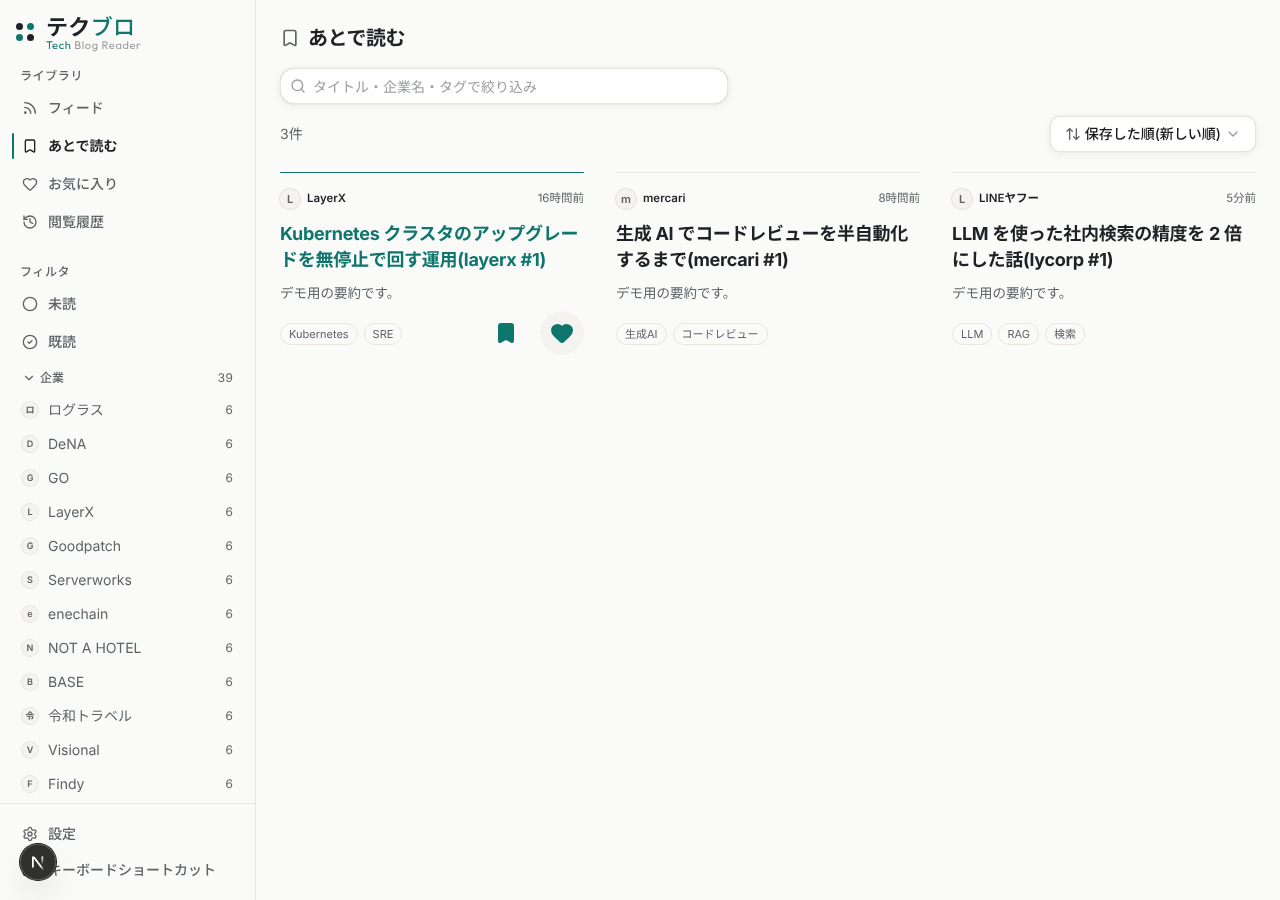 テクブロ
Tech Blog Reader
ライブラリ
フィード
あとで読む
お気に入り
閲覧履歴
フィルタ
未読
既読
企業 39
ロ ログラス 6
D DeNA 6
G GO 6
L LayerX 6
G Goodpatch 6
S Serverworks 6
e enechain 6
N NOT A HOTEL 6
B BASE 6
令 令和トラベル 6
V Visional 6
F Findy 6
設定
N
キーボードショートカット
あとで読む
タイトル・企業名・タグで絞り込み
3件
保存した順(新しい順)
L LayerX 16時間前
Kubernetes クラスタのアップグレー
ドを無停止で回す運用(layerx #1)
デモ用の要約です。
Kubernetes SRE
m mercari 8時間前
生成 AI でコードレビューを半自動化
するまで(mercari #1)
デモ用の要約です。
生成AI コードレビュー
L LINEヤフー 5分前
LLM を使った社内検索の精度を 2 倍
にした話(lycorp #1)
デモ用の要約です。
LLM RAG 検索